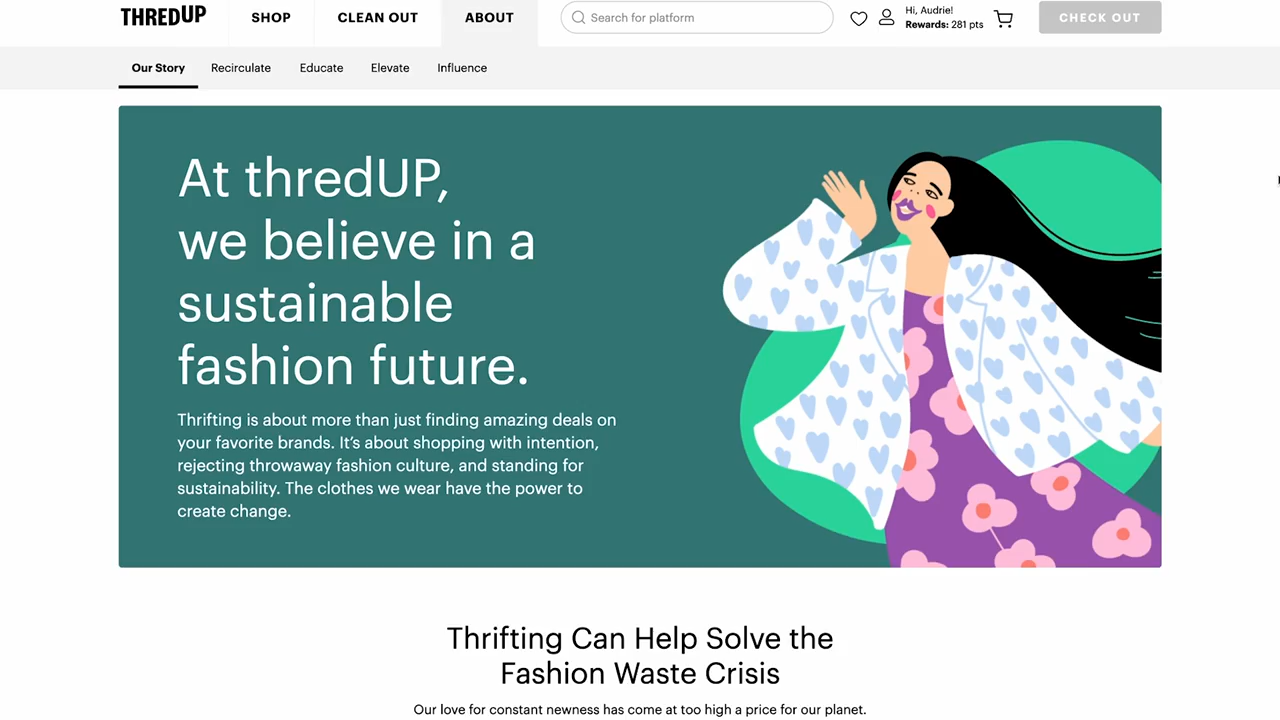 THREDUP
SHOP
CLEAN OUT
ABOUT
Search for platform
Hi, Audrie!
Rewards: 281 pts
CHECK OUT
Our Story
Recirculate
Educate
Elevate
Influence
At thredUP,
we believe in a
sustainable
fashion future.
Thrifting is about more than just finding amazing deals on
your favorite brands. It’s about shopping with intention,
rejecting throwaway fashion culture, and standing for
sustainability. The clothes we wear have the power to
create change.
Thrifting Can Help Solve the
Fashion Waste Crisis
Our love for constant newness has come at too high a price for our planet.